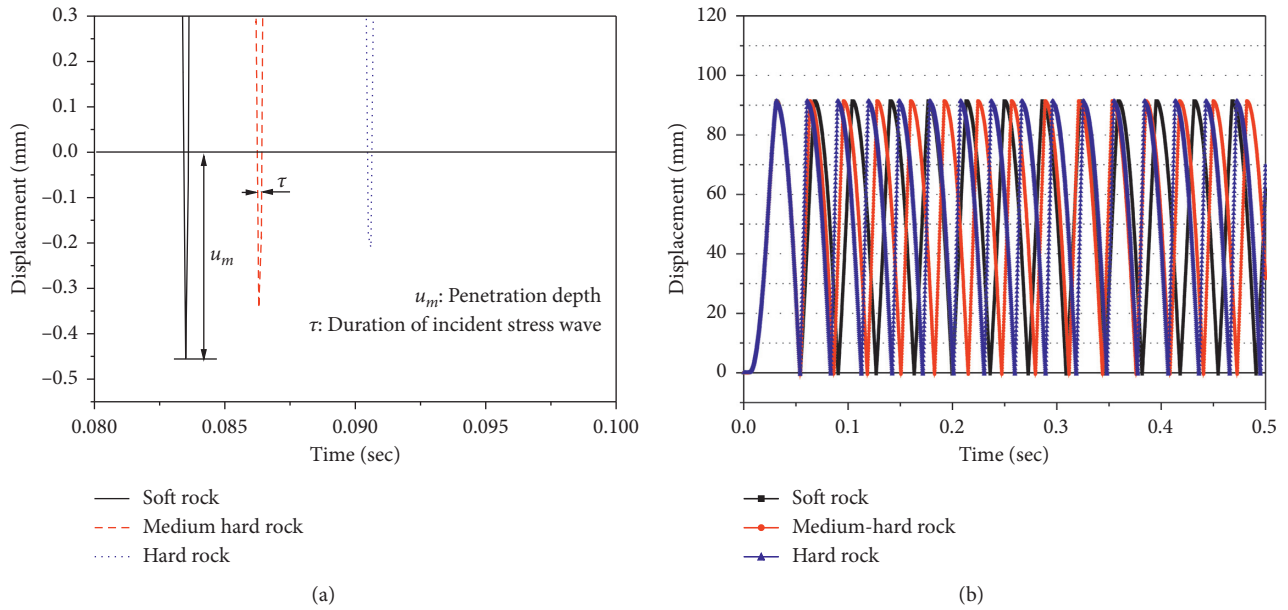 0.3
0.2
0.1
0.0
–0.1
–0.2
–0.3
–0.4
–0.5
Displacement (mm)
τ
u_m
u_m: Penetration depth
τ: Duration of incident stress wave
0.080 0.085 0.090 0.095 0.100
Time (sec)
Soft rock
Medium hard rock
Hard rock
(a)
120
100
80
60
40
20
0
Displacement (mm)
0.0 0.1 0.2 0.3 0.4 0.5
Time (sec)
Soft rock
Medium-hard rock
Hard rock
(b)